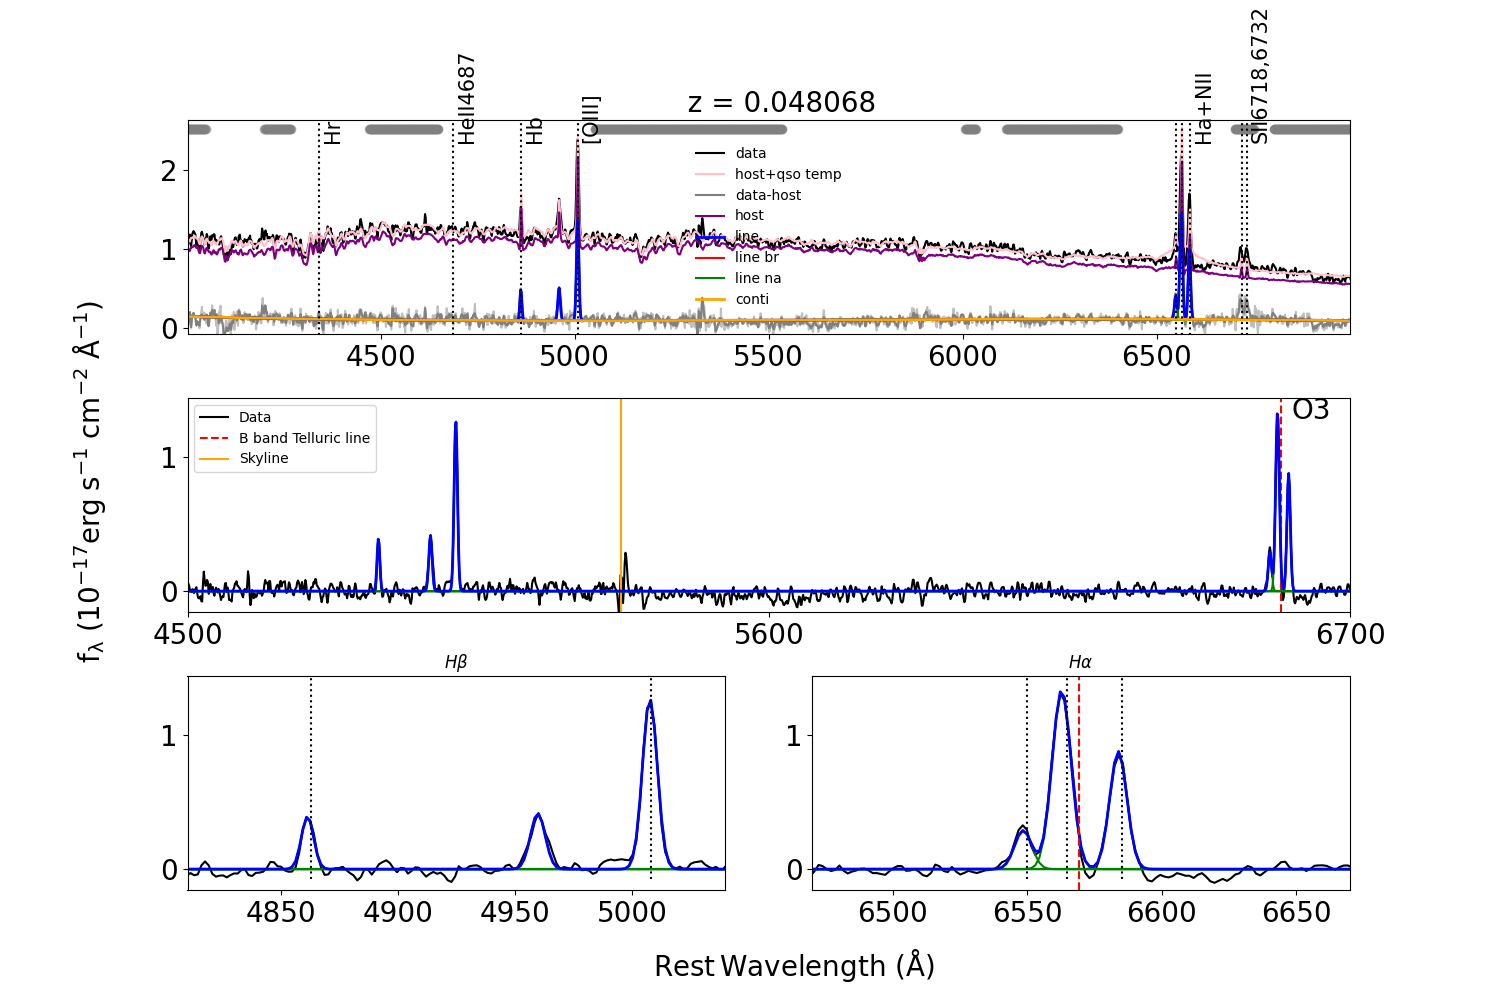 z = 0.048068
Hr
HeII4687
Hb
[OIII]
Ha+NII
SII6718,6732
data
host+qso temp
data-host
host
line
line br
line na
conti
2
1
0
4500
5000
5500
6000
6500
Data
B band Telluric line
Skyline
O3
1
0
4500
5600
6700
fλ (10−17erg s−1 cm−2 Å−1)
Hβ
Hα
1
0
4850
4900
4950
5000
1
0
6500
6550
6600
6650
Rest Wavelength (Å)